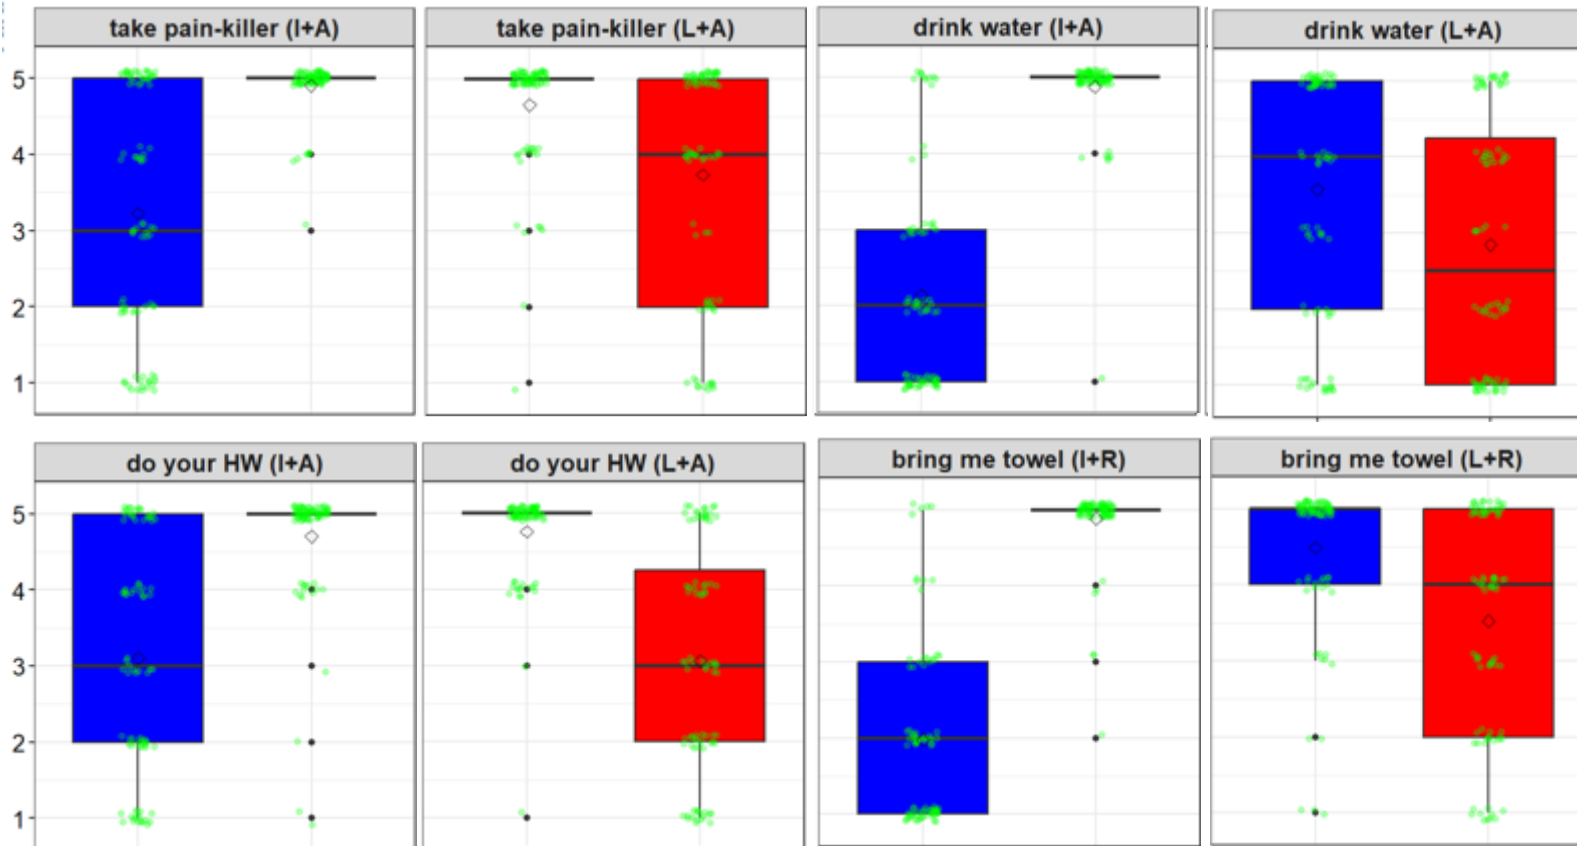 take pain-killer (I+A)
take pain-killer (L+A)
drink water (I+A)
drink water (L+A)
5
4
3
2
1
do your HW (I+A)
do your HW (L+A)
bring me towel (I+R)
bring me towel (L+R)
5
4
3
2
1